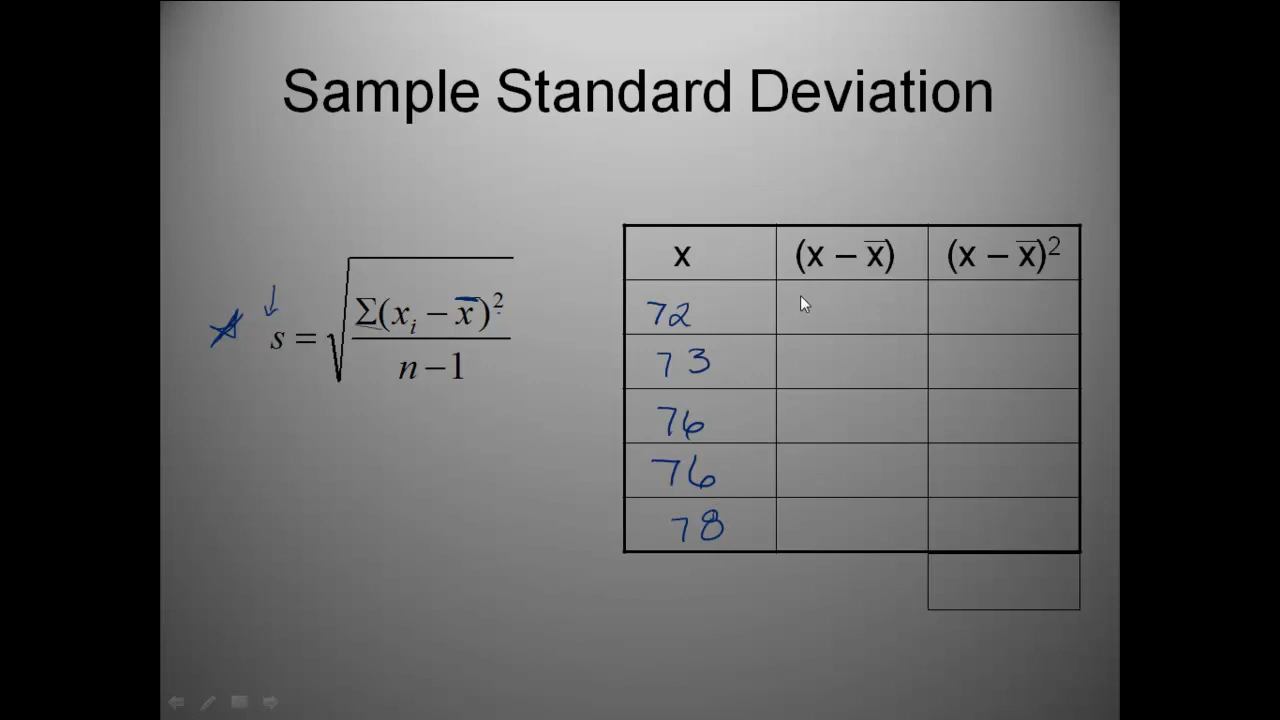 Sample Standard Deviation
s = √(Σ(xᵢ − x̅)² / (n − 1))
x (x − x̅) (x − x̅)²
72
73
76
76
78